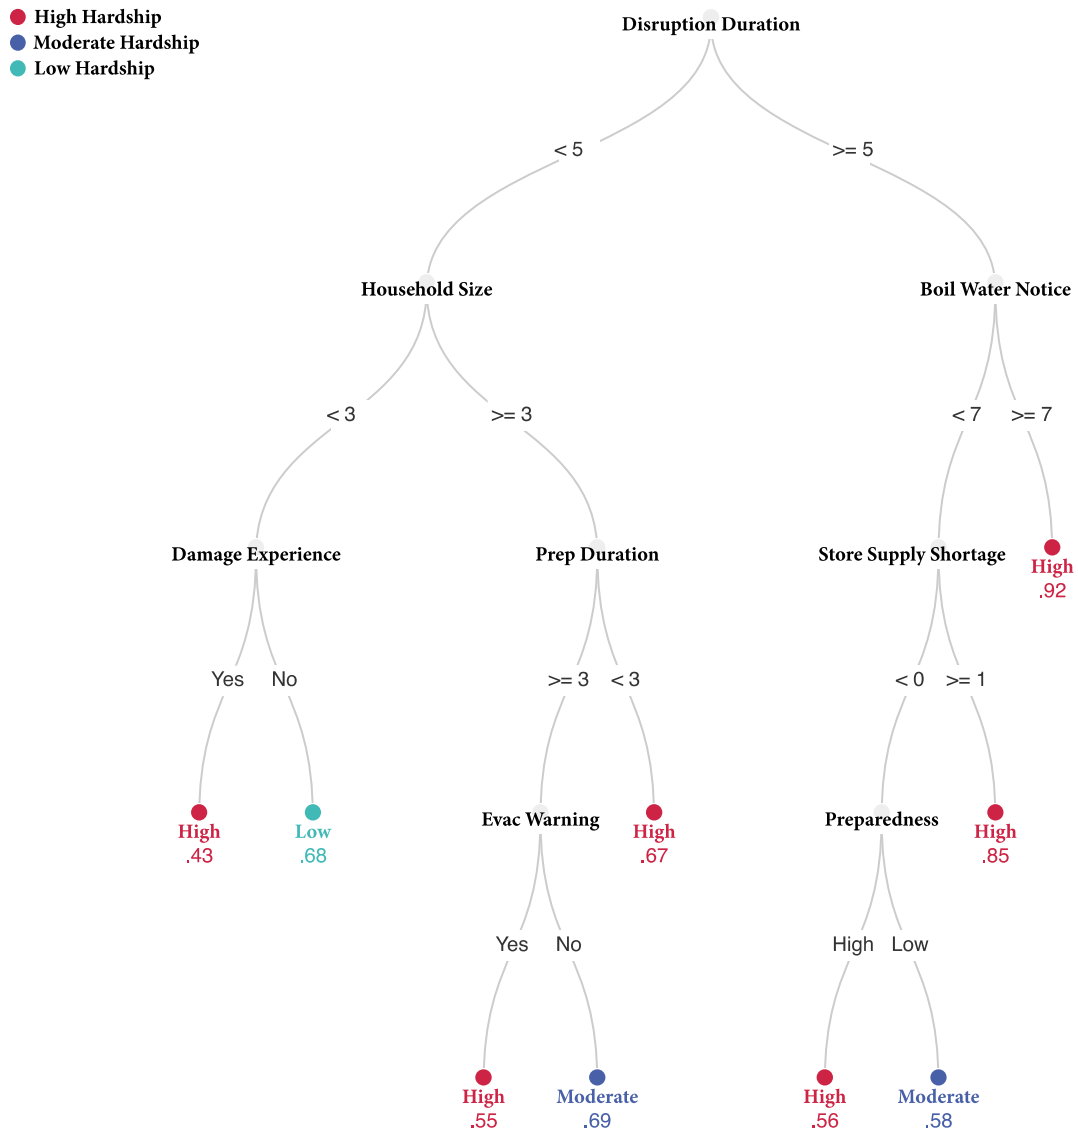 High Hardship
Moderate Hardship
Low Hardship
Disruption Duration
< 5
>= 5
Household Size
Boil Water Notice
< 3
>= 3
< 7
>= 7
Damage Experience
Prep Duration
Store Supply Shortage
High
.92
Yes
No
>= 3
< 3
< 0
>= 1
High
.43
Low
.68
Evac Warning
High
.67
Preparedness
High
.85
Yes
No
High
Low
High
.55
Moderate
.69
High
.56
Moderate
.58